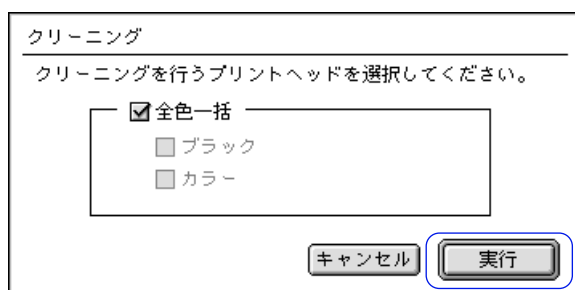 クリーニング
クリーニングを行うプリントヘッドを選択してください。
全色一括
ブラック
カラー
キャンセル 実行